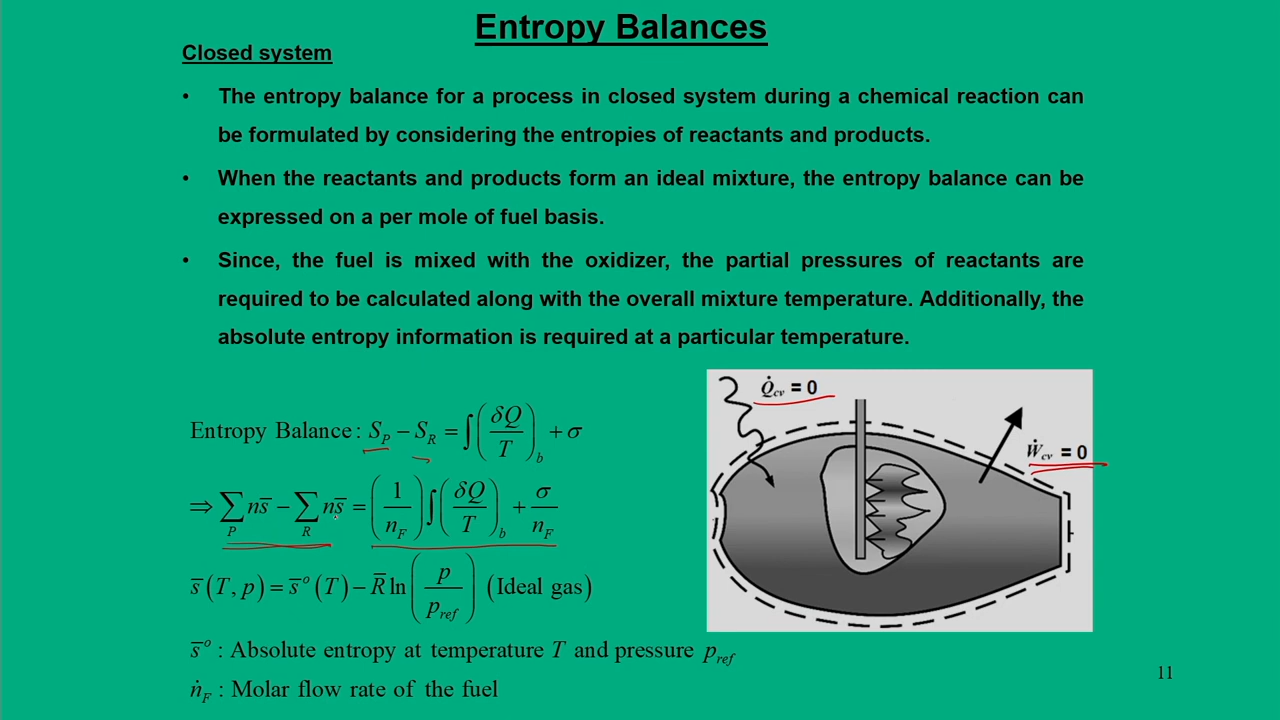 Entropy Balances
Closed system
• The entropy balance for a process in closed system during a chemical reaction can
be formulated by considering the entropies of reactants and products.
• When the reactants and products form an ideal mixture, the entropy balance can be
expressed on a per mole of fuel basis.
• Since, the fuel is mixed with the oxidizer, the partial pressures of reactants are
required to be calculated along with the overall mixture temperature. Additionally, the
absolute entropy information is required at a particular temperature.
Entropy Balance: S_P − S_R = ∫(δQ/T)_b + σ
⇒ ∑_P n s̅ − ∑_R n s̅ = (1/n_F) ∫(δQ/T)_b + σ/n_F
s̅(T, p) = s̅°(T) − R̅ ln(p/p_ref) (Ideal gas)
s̅° : Absolute entropy at temperature T and pressure p_ref
ṅ_F : Molar flow rate of the fuel
Q̇_cv = 0
Ẇ_cv = 0
11